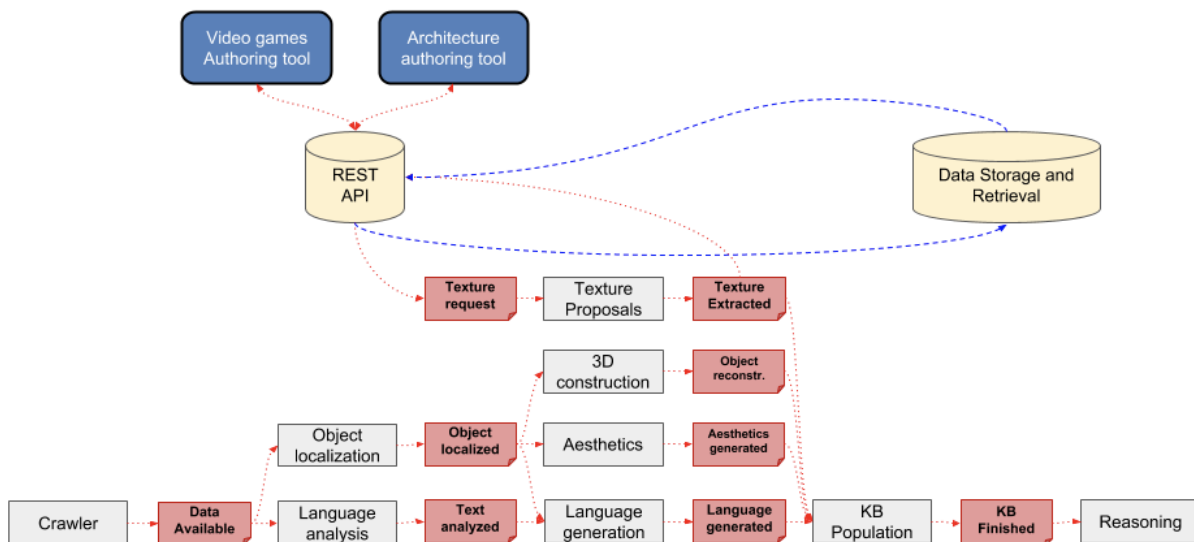 Video games
Authoring tool
Architecture
authoring tool
REST
API
Data Storage and
Retrieval
Texture
request
Texture
Proposals
Texture
Extracted
3D
construction
Object
reconstr.
Object
localization
Object
localized
Aesthetics
Aesthetics
generated
Crawler
Data
Available
Language
analysis
Text
analyzed
Language
generation
Language
generated
KB
Population
KB
Finished
Reasoning